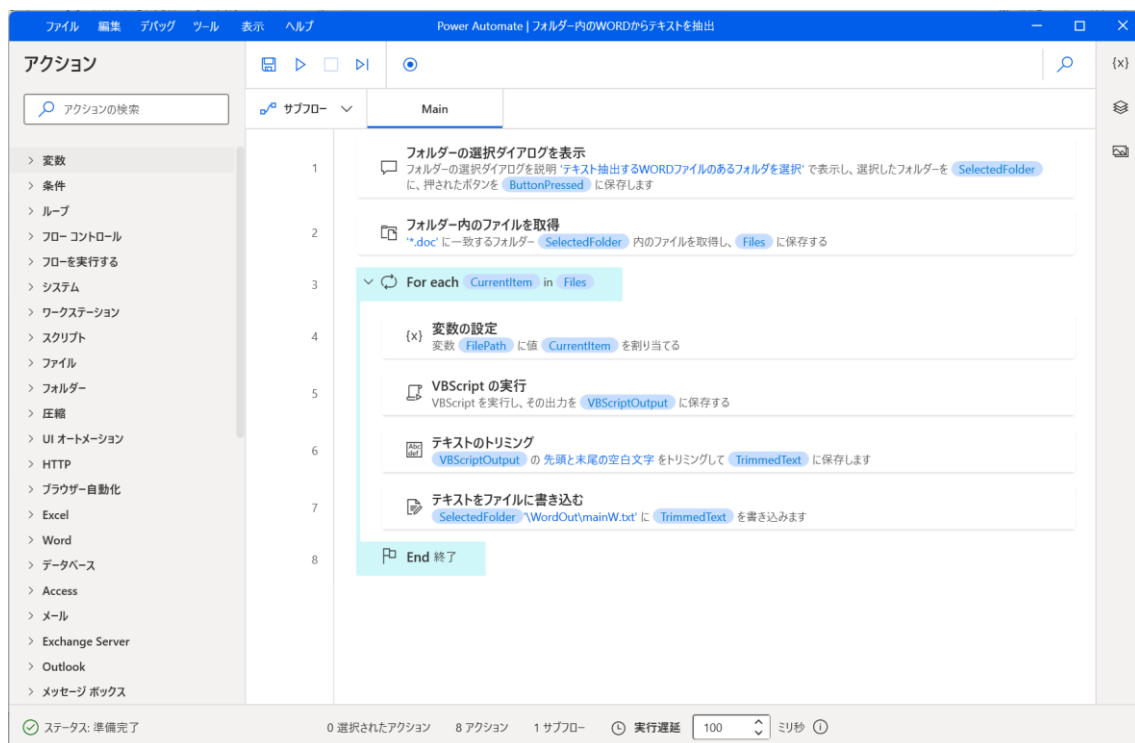 ファイル 編集 デバッグ ツール 表示 ヘルプ Power Automate | フォルダー内のWORDからテキストを抽出
アクション
アクションの検索
変数
条件
ループ
フロー コントロール
フローを実行する
システム
ワークステーション
スクリプト
ファイル
フォルダー
圧縮
UI オートメーション
HTTP
ブラウザー自動化
Excel
Word
データベース
Access
メール
Exchange Server
Outlook
メッセージ ボックス
{x}
サブフロー Main
1 フォルダーの選択ダイアログを表示
フォルダーの選択ダイアログを説明 'テキスト抽出するWORDファイルのあるフォルダを選択' で表示し、選択したフォルダーを SelectedFolder
に、押されたボタンを ButtonPressed に保存します
2 フォルダー内のファイルを取得
'*.doc' に一致するフォルダー SelectedFolder 内のファイルを取得し、 Files に保存する
3 For each CurrentItem in Files
4 {x} 変数の設定
変数 FilePath に値 CurrentItem を割り当てる
5 VBScript の実行
VBScript を実行し、その出力を VBScriptOutput に保存する
6 Abc def テキストのトリミング
VBScriptOutput の 先頭と末尾の空白文字 をトリミングして TrimmedText に保存します
7 テキストをファイルに書き込む
SelectedFolder '\WordOut\mainW.txt' に TrimmedText を書き込みます
8 End 終了
ステータス: 準備完了 0 選択されたアクション 8 アクション 1 サブフロー 実行遅延 100 ミリ秒